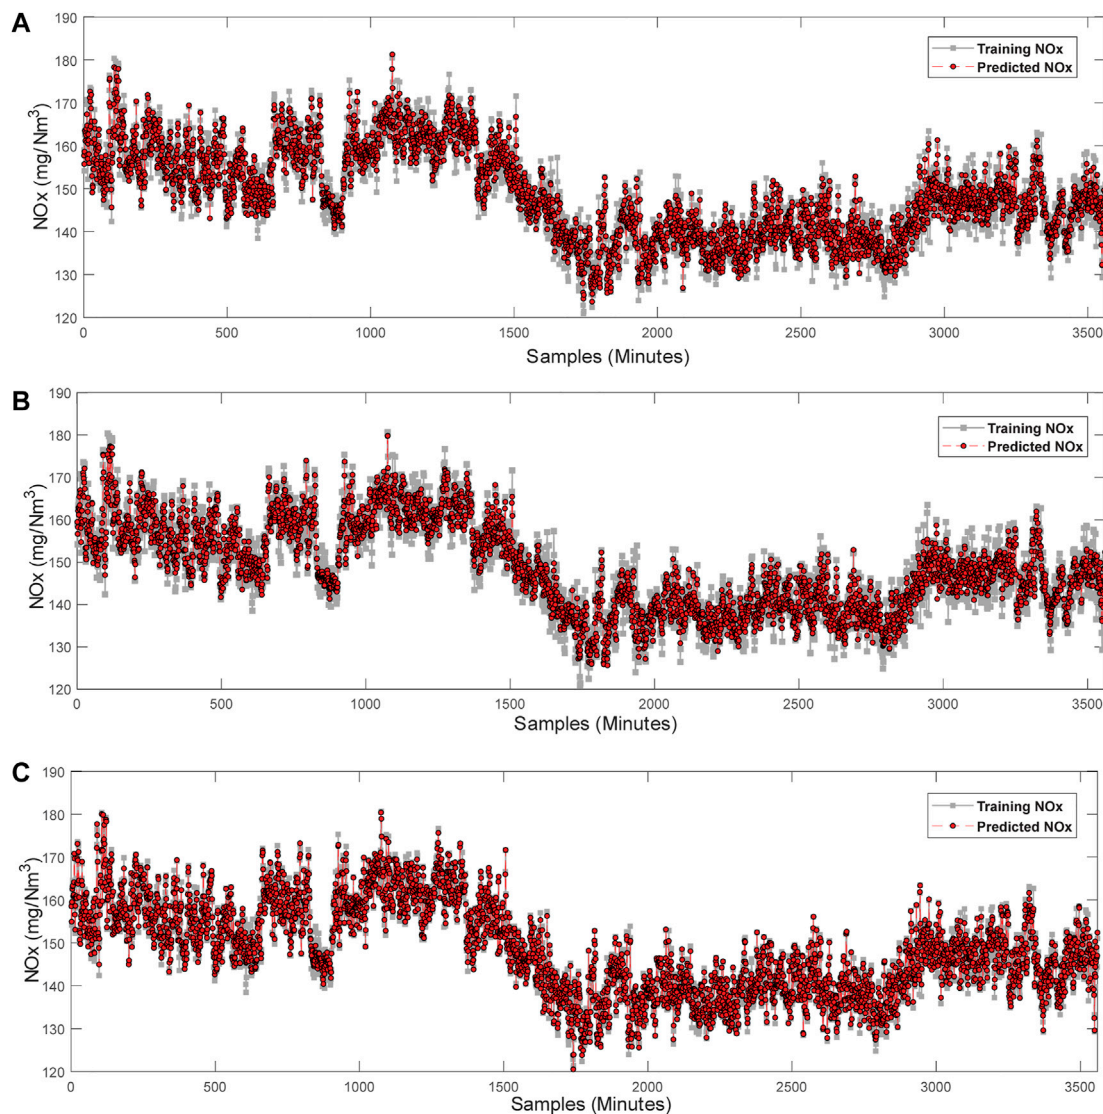 A
190
180
170
160
150
140
130
120
NOx (mg/Nm3)
Training NOx
Predicted NOx
0 500 1000 1500 2000 2500 3000 3500
Samples (Minutes)
B
190
180
170
160
150
140
130
120
NOx (mg/Nm3)
Training NOx
Predicted NOx
0 500 1000 1500 2000 2500 3000 3500
Samples (Minutes)
C
190
180
170
160
150
140
130
120
NOx (mg/Nm3)
Training NOx
Predicted NOx
0 500 1000 1500 2000 2500 3000 3500
Samples (Minutes)